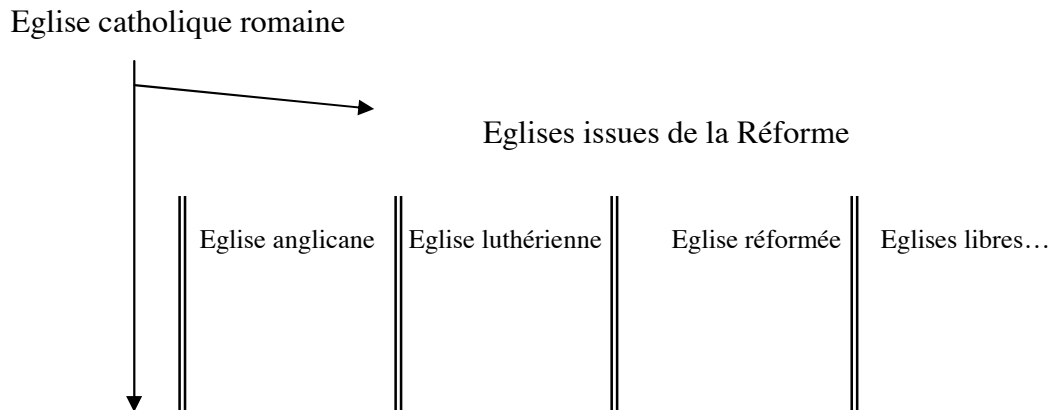 Eglise catholique romaine
Eglises issues de la Réforme
Eglise anglicane
Eglise luthérienne
Eglise réformée
Eglises libres…